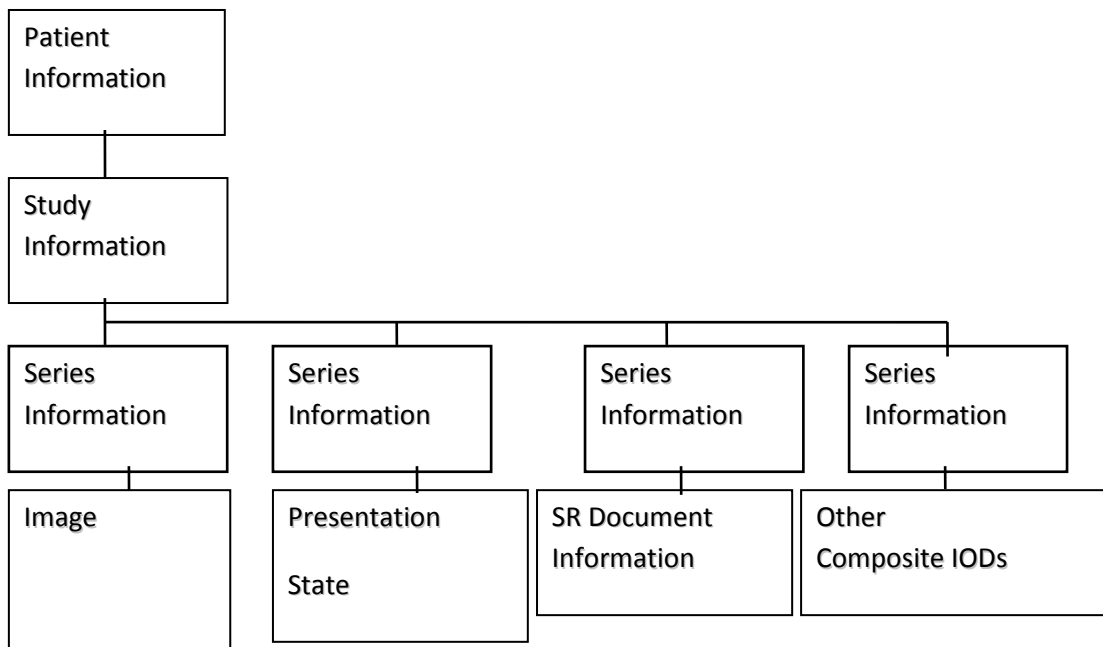 Patient
Information
Study
Information
Series
Information
Series
Information
Series
Information
Series
Information
Image
Presentation
State
SR Document
Information
Other
Composite IODs